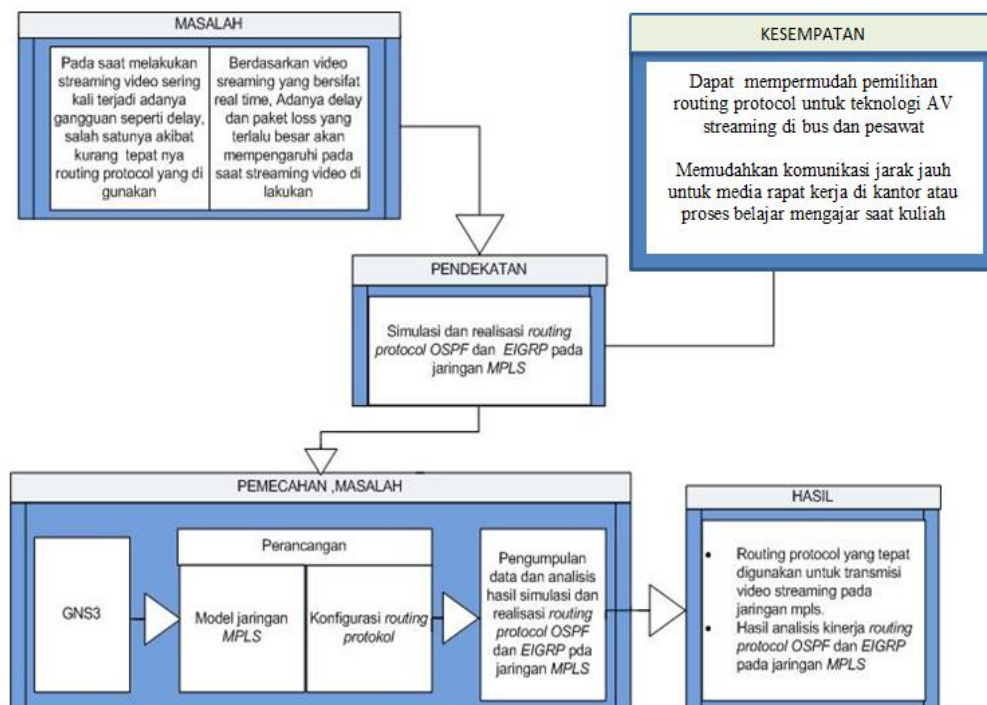 MASALAH
Pada saat melakukan
streaming video sering
kali terjadi adanya
gangguan seperti delay,
salah satunya akibat
kurang tepat nya
routing protocol yang di
gunakan
Berdasarkan video
sreaming yang bersifat
real time, Adanya delay
dan paket loss yang
terlalu besar akan
mempengaruhi pada
saat streaming video di
lakukan
KESEMPATAN
Dapat mempermudah pemilihan
routing protocol untuk teknologi AV
streaming di bus dan pesawat
Memudahkan komunikasi jarak jauh
untuk media rapat kerja di kantor atau
proses belajar mengajar saat kuliah
PENDEKATAN
Simulasi dan realisasi routing
protocol OSPF dan EIGRP pada
jaringan MPLS
PEMECAHAN ,MASALAH
GNS3
Perancangan
Model jaringan
MPLS
Konfigurasi routing
protokol
Pengumpulan
data dan analisis
hasil simulasi dan
realisasi routing
protocol OSPF
dan EIGRP pda
jaringan MPLS
HASIL
• Routing protocol yang tepat
digunakan untuk transmisi
video streaming pada
jaringan mpls.
• Hasil analisis kinerja routing
protocol OSPF dan EIGRP
pada jaringan MPLS